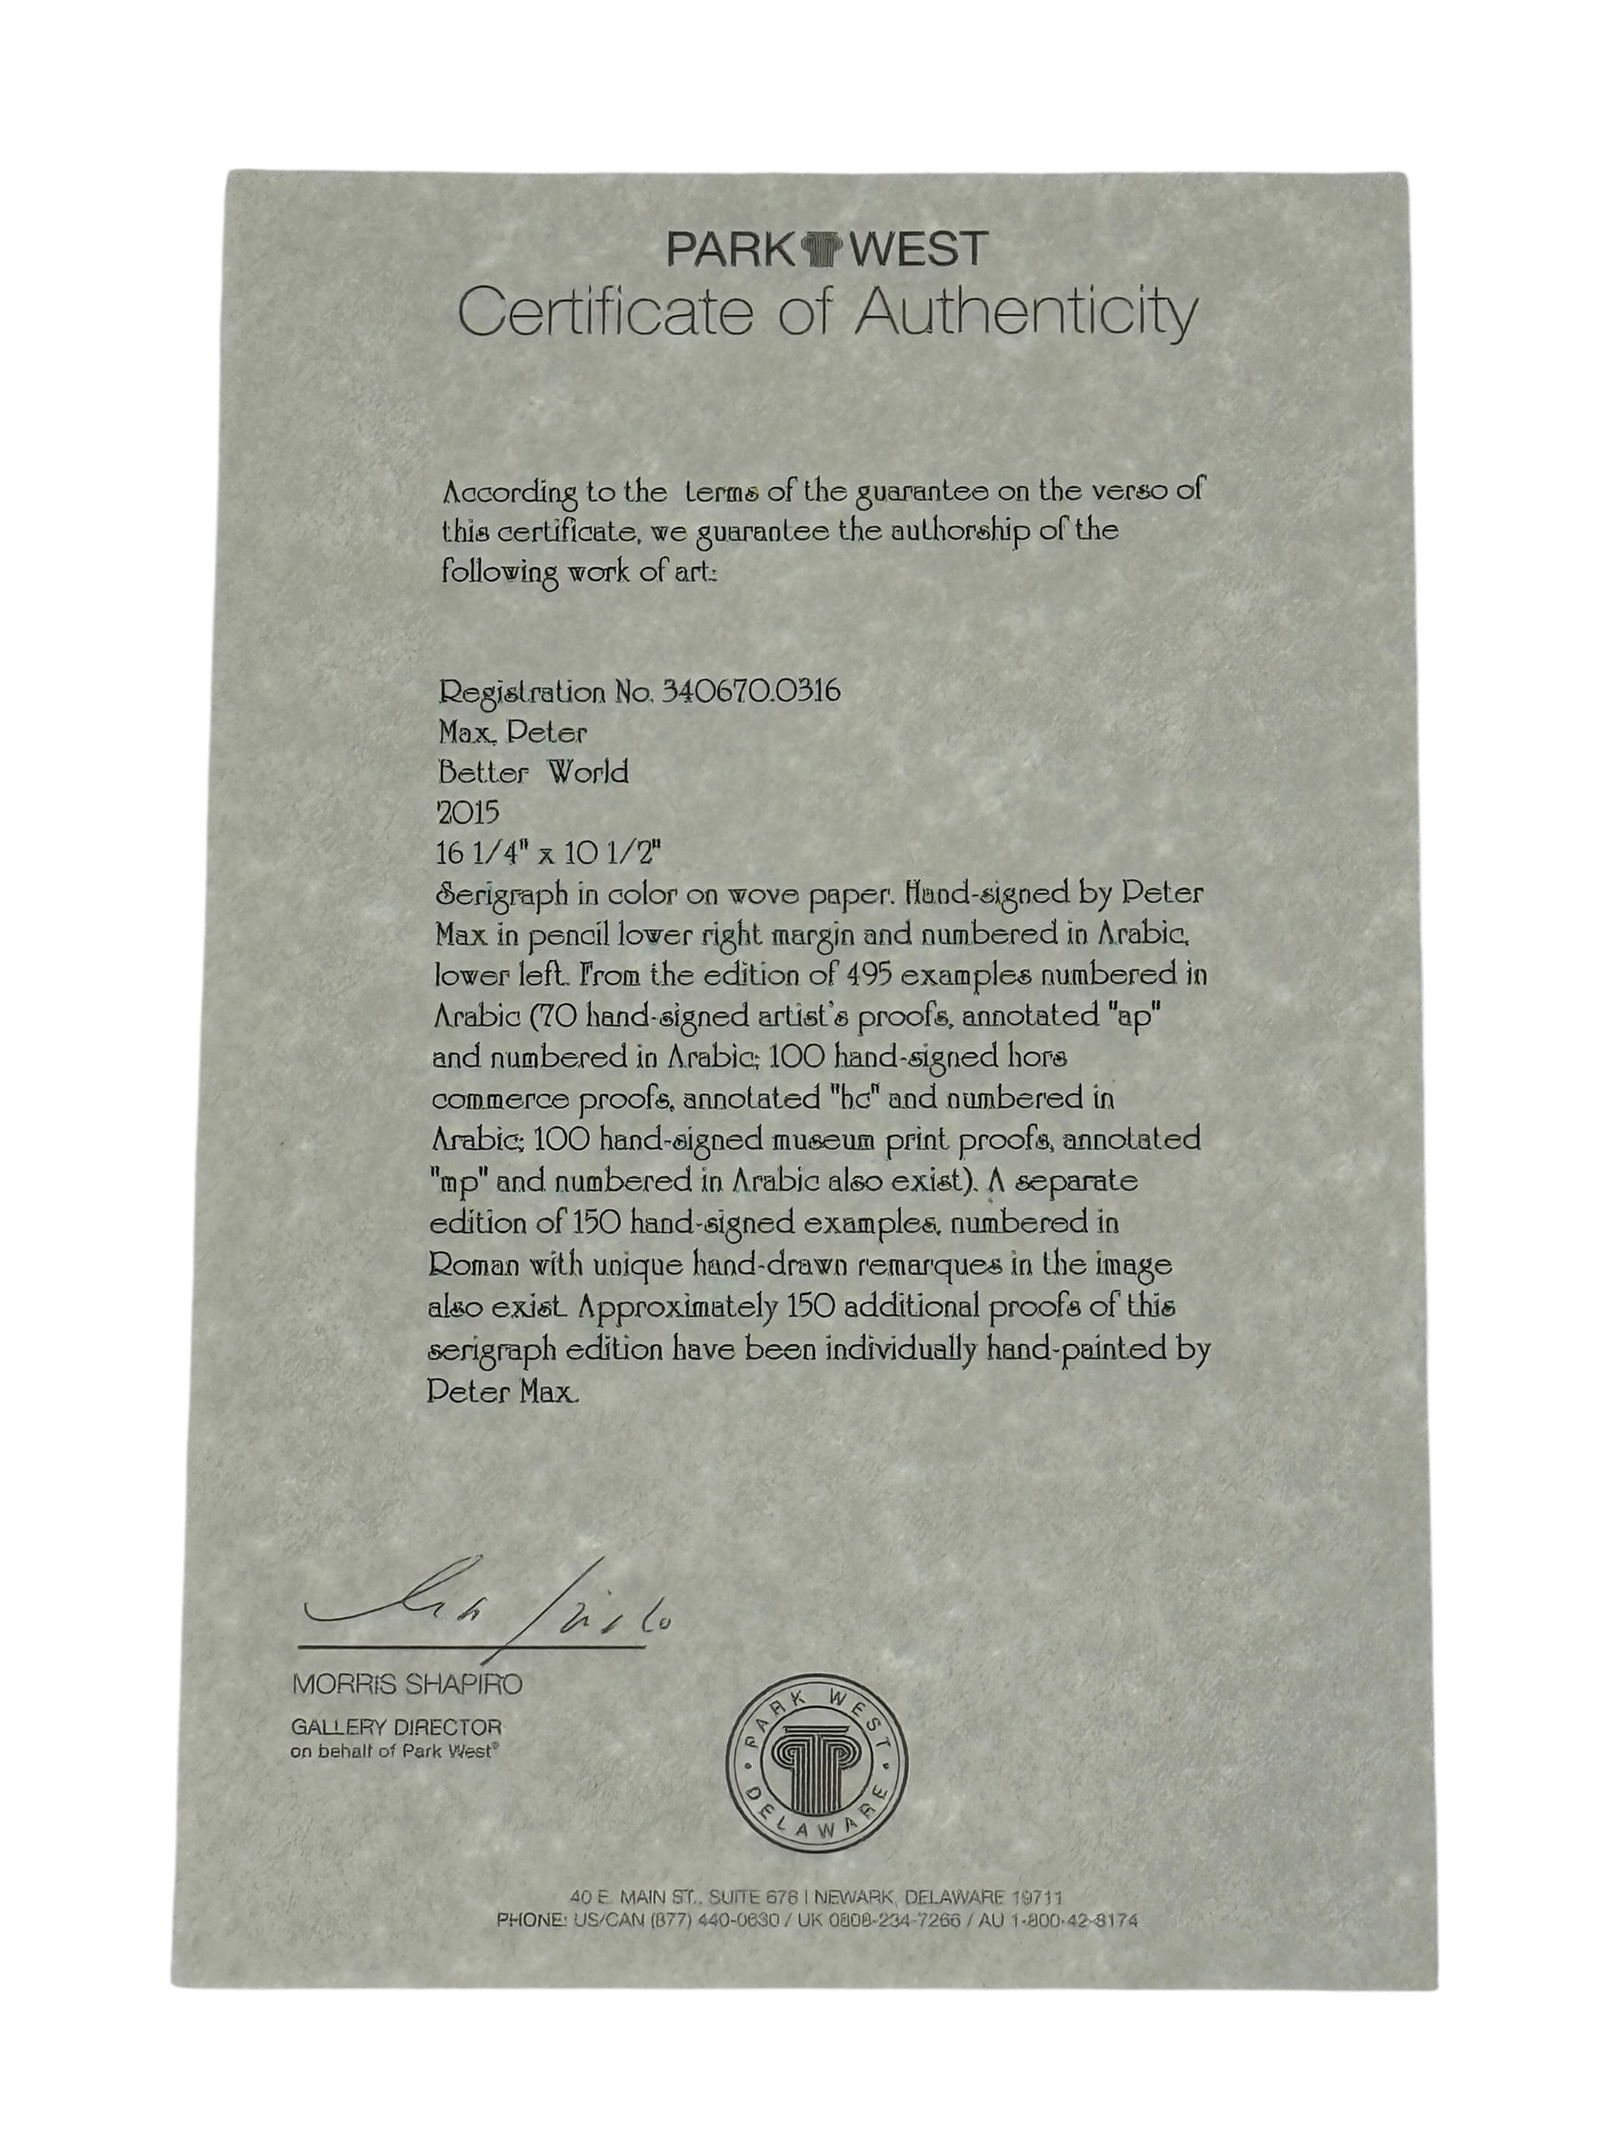 PARK WEST
Certificate of Authenticity
According to the terms of the guarantee on the verso of
this certificate, we guarantee the authorship of the
following work of art:
Registration No. 340670.0316
Max, Peter
Better World
2015
16 1/4" x 10 1/2"
Serigraph in color on wove paper. Hand-signed by Peter
Max in pencil lower right margin and numbered in Arabic,
lower left. From the edition of 495 examples numbered in
Arabic (70 hand-signed artist's proofs, annotated "ap"
and numbered in Arabic; 100 hand-signed hors
commerce proofs, annotated "hc" and numbered in
Arabic; 100 hand-signed museum print proofs, annotated
"mp" and numbered in Arabic also exist). A separate
edition of 150 hand-signed examples, numbered in
Roman with unique hand-drawn remarques in the image
also exist. Approximately 150 additional proofs of this
serigraph edition have been individually hand-painted by
Peter Max.
MORRIS SHAPIRO
GALLERY DIRECTOR
on behalf of Park West®
PARK WEST
DELAWARE
40 E. MAIN ST., SUITE 676 | NEWARK, DELAWARE 19711
PHONE: US/CAN (877) 440-0630 / UK 0808-234-7266 / AU